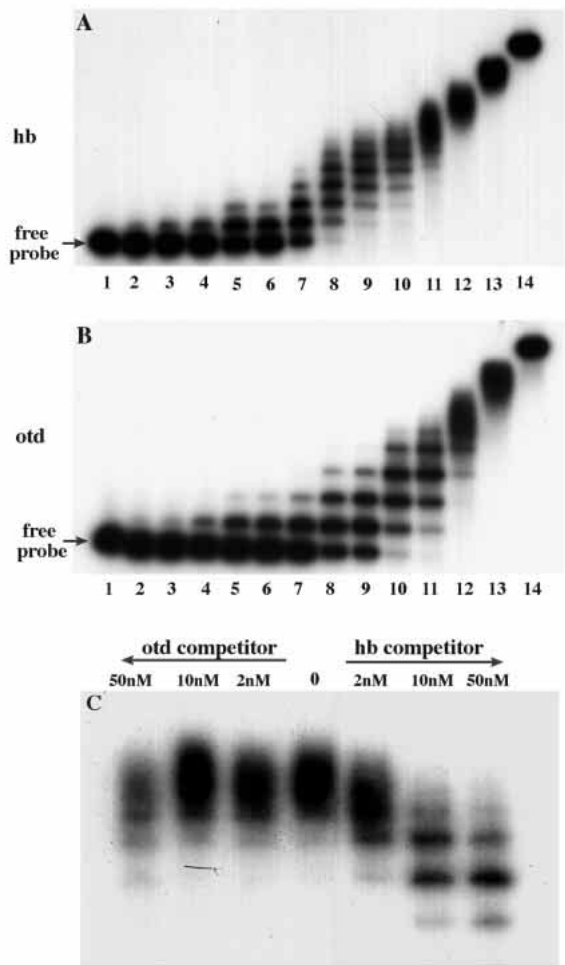 A
hb
free
probe
1 2 3 4 5 6 7 8 9 10 11 12 13 14
B
otd
free
probe
1 2 3 4 5 6 7 8 9 10 11 12 13 14
otd competitor hb competitor
50nM 10nM 2nM 0 2nM 10nM 50nM
C